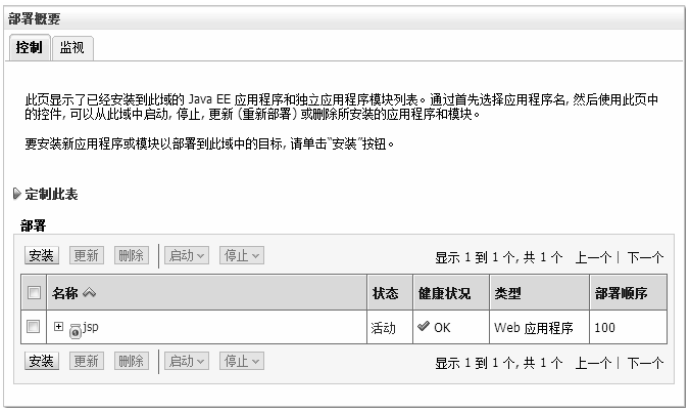 部署概要
控制 监视
此页显示了已经安装到此域的 Java EE 应用程序和独立应用程序模块列表。通过首先选择应用程序名, 然后使用此页中
的控件, 可以从此域中启动, 停止, 更新 (重新部署) 或删除所安装的应用程序和模块。
要安装新应用程序或模块以部署到此域中的目标, 请单击"安装"按钮。
定制此表
部署
安装 更新 删除 启动 停止 显示 1 到 1 个, 共 1 个 上一个 | 下一个
名称 状态 健康状况 类型 部署顺序
jsp 活动 OK Web 应用程序 100
安装 更新 删除 启动 停止 显示 1 到 1 个, 共 1 个 上一个 | 下一个